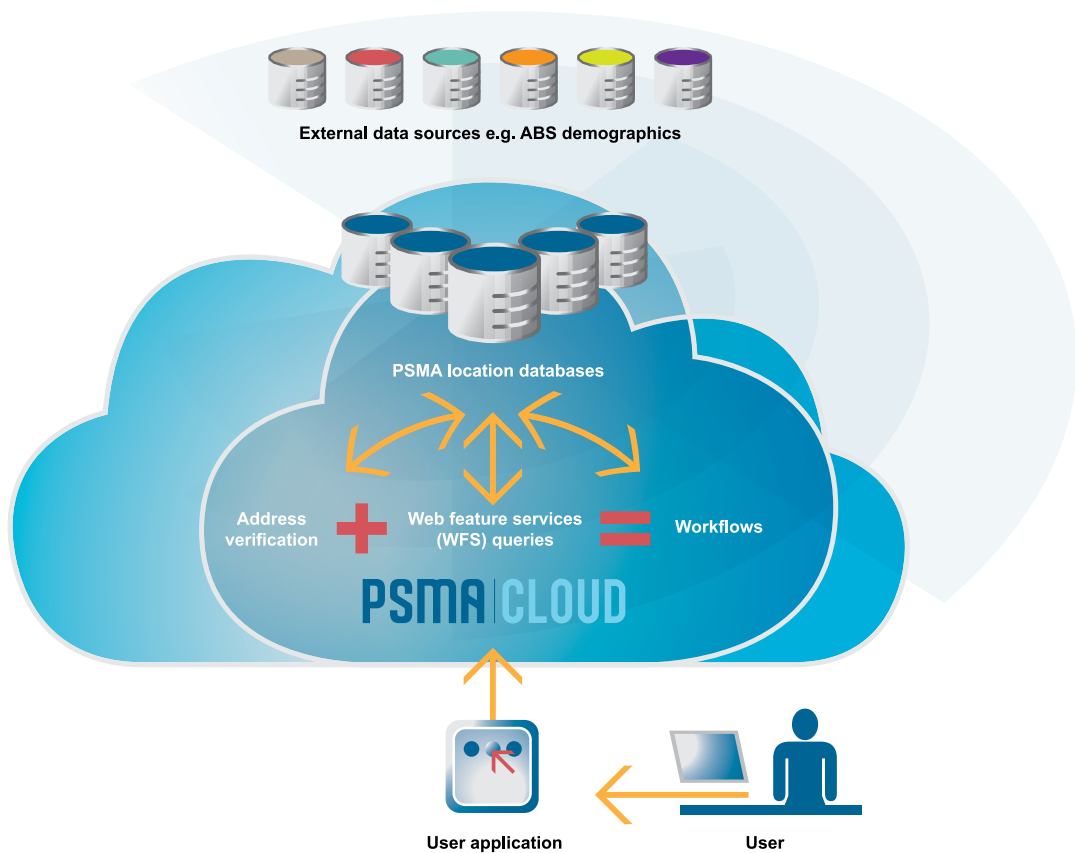 External data sources e.g. ABS demographics
PSMA location databases
Address
verification
Web feature services
(WFS) queries
Workflows
PSMA|CLOUD
User application
User